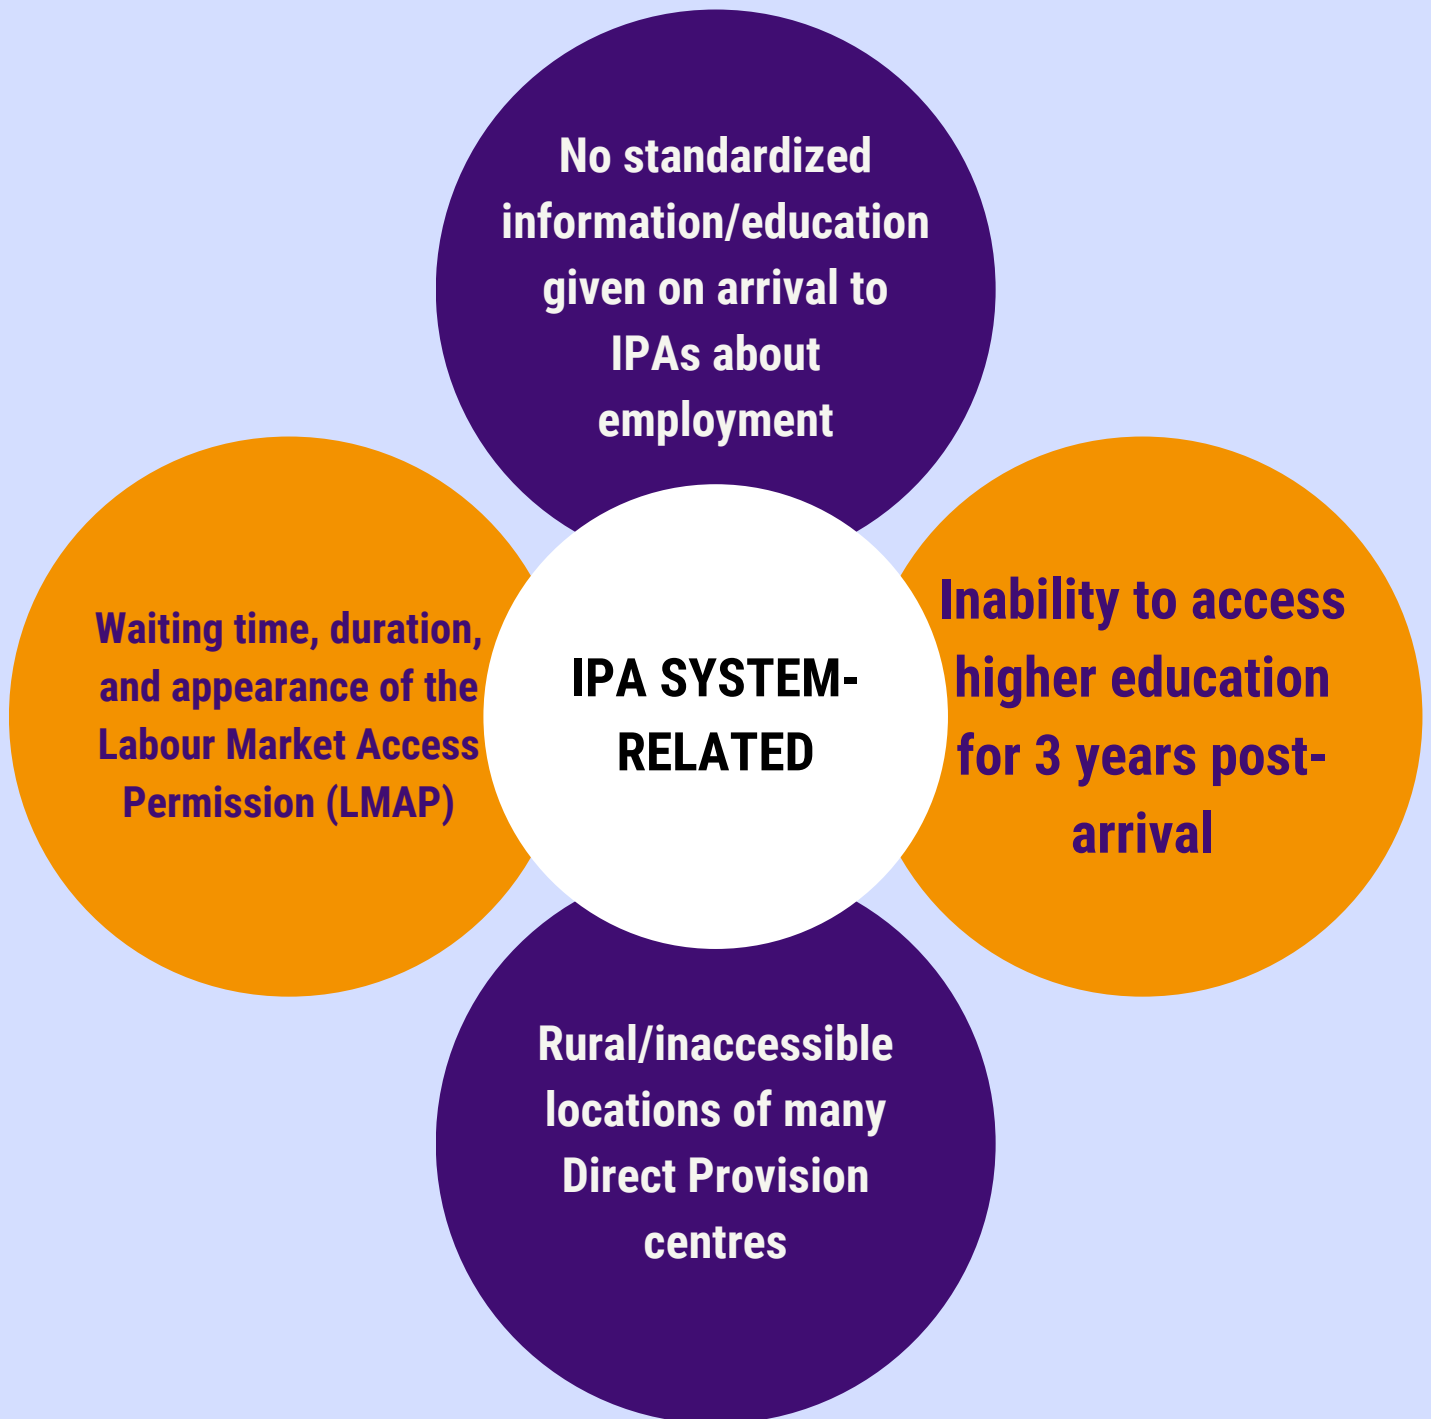 No standardized
information/education
given on arrival to
IPAs about
employment
Waiting time, duration,
and appearance of the
Labour Market Access
Permission (LMAP)
IPA SYSTEM-
RELATED
Inability to access
higher education
for 3 years post-
arrival
Rural/inaccessible
locations of many
Direct Provision
centres